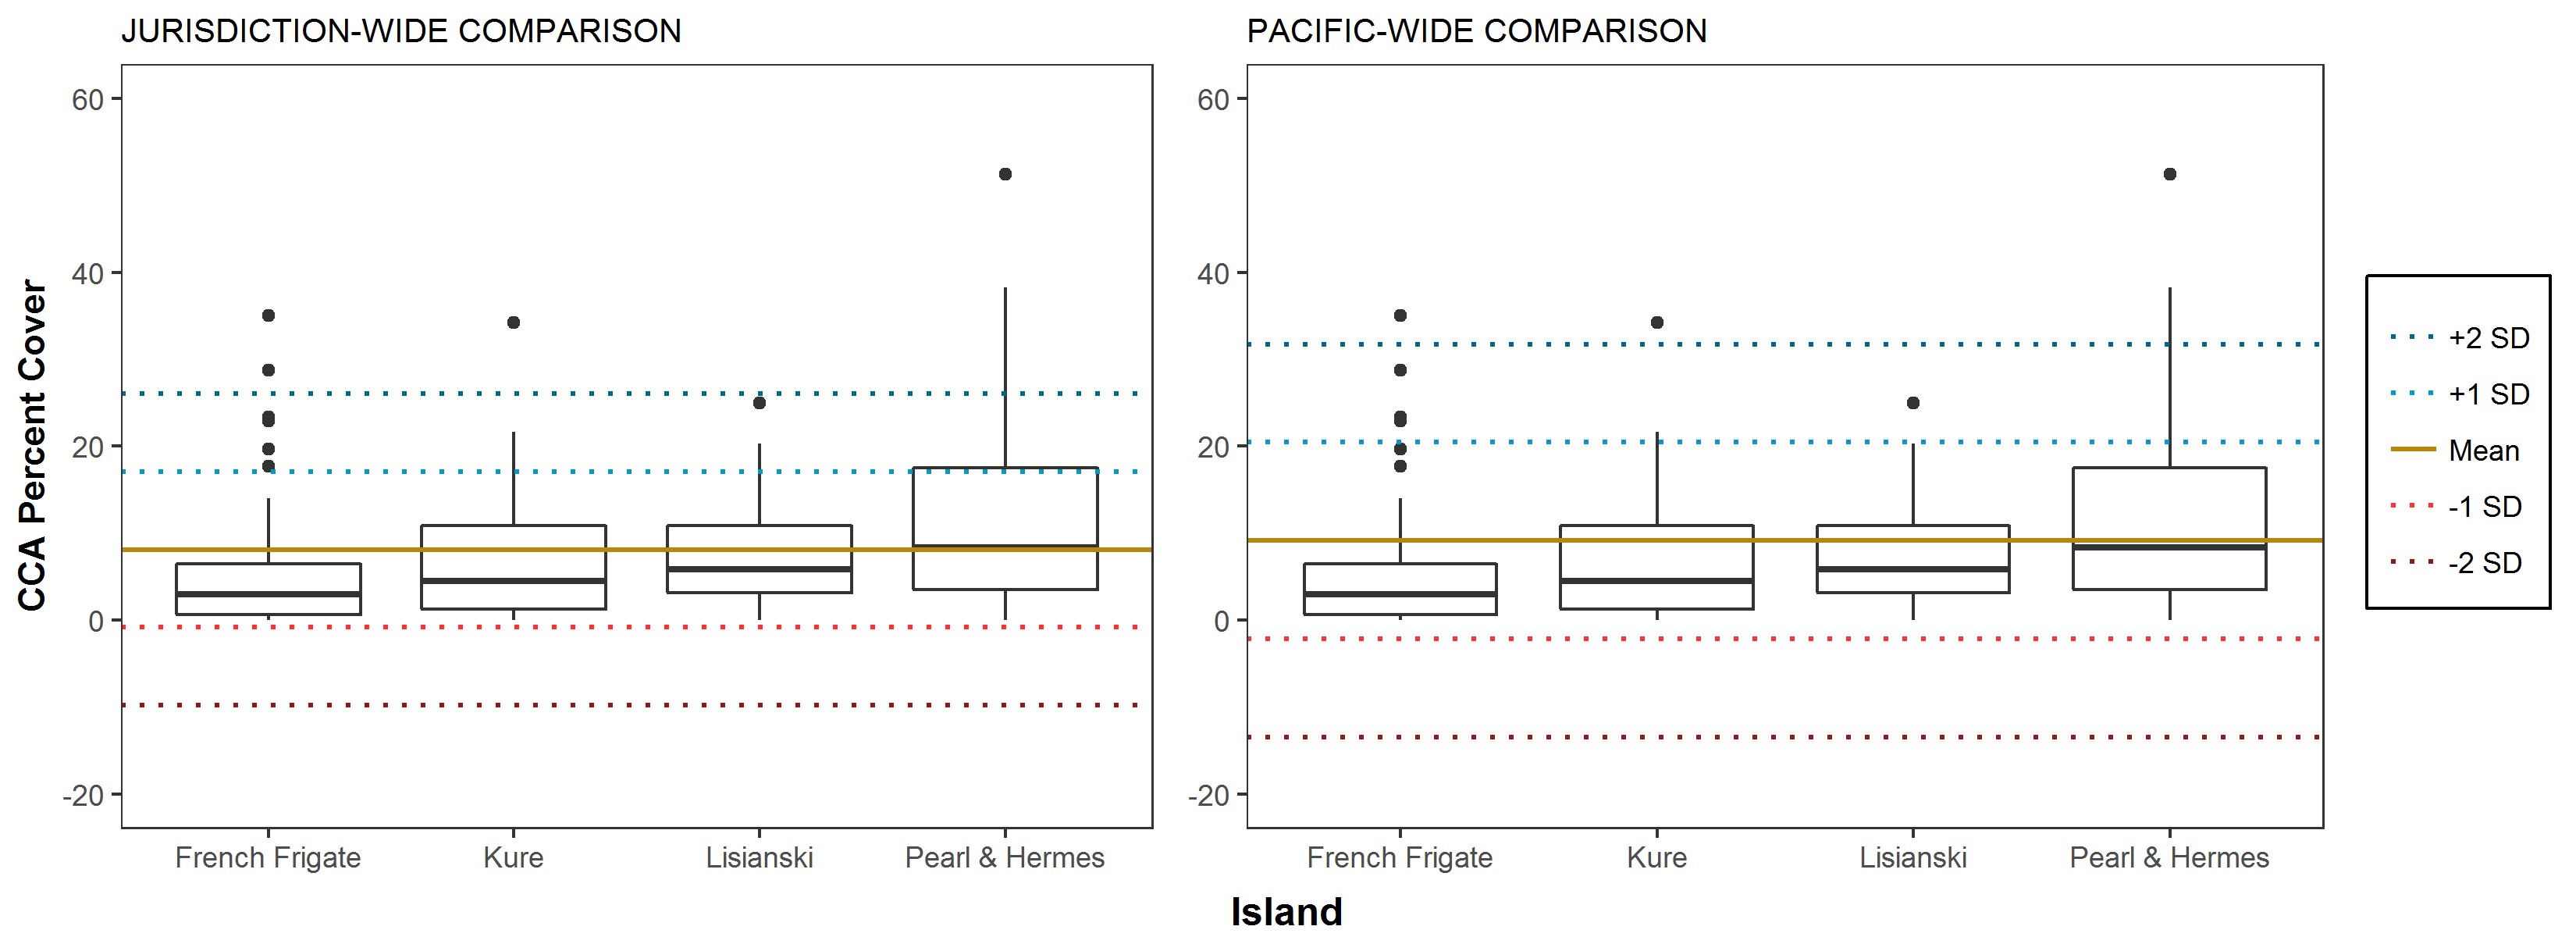 JURISDICTION-WIDE COMPARISON
PACIFIC-WIDE COMPARISON
CCA Percent Cover
60
40
20
0
-20
60
40
20
0
-20
French Frigate
Kure
Lisianski
Pearl & Hermes
French Frigate
Kure
Lisianski
Pearl & Hermes
Island
+2 SD
+1 SD
Mean
-1 SD
-2 SD